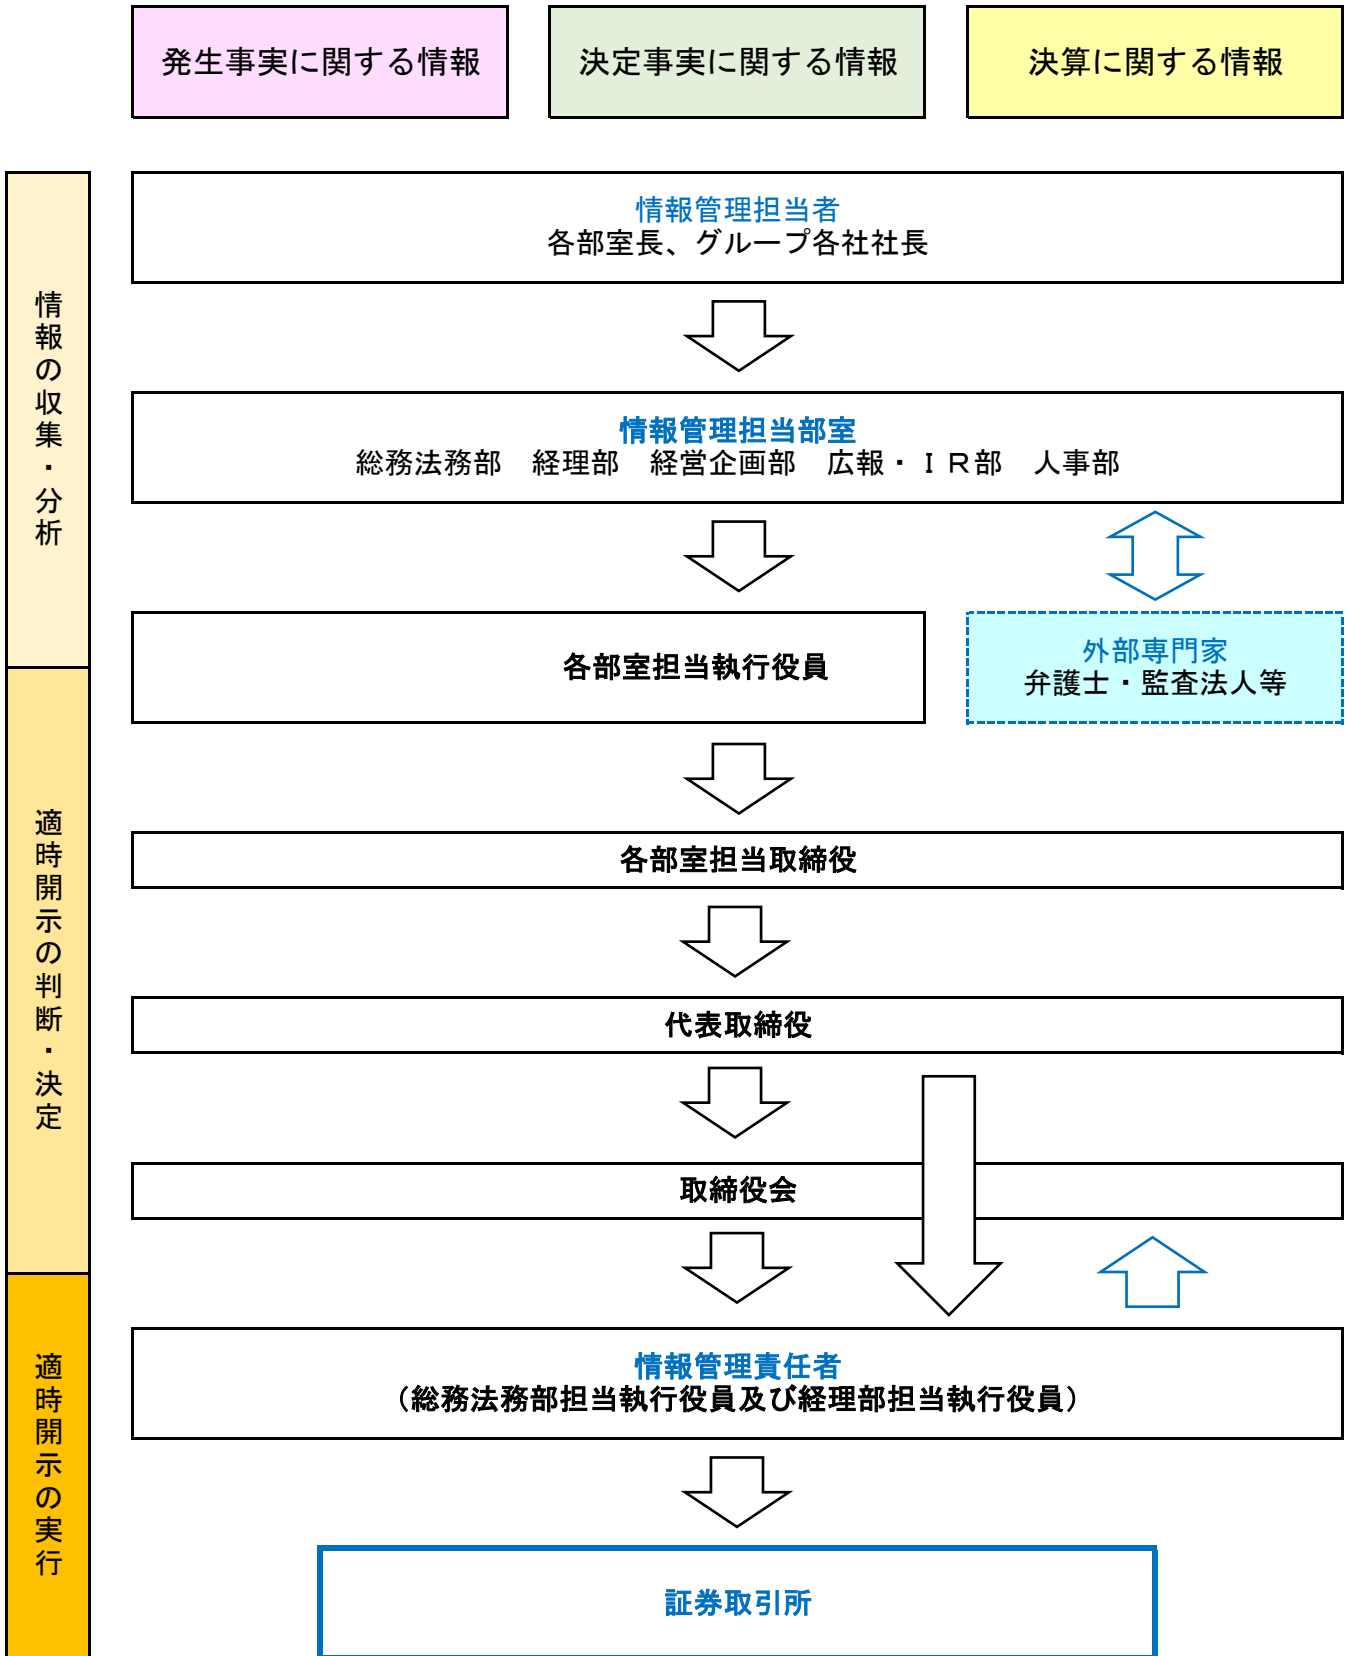 発生事実に関する情報
決定事実に関する情報
決算に関する情報
情報の収集・分析
情報管理担当者
各部室長、グループ各社社長
情報管理担当部室
総務法務部　経理部　経営企画部　広報・ＩＲ部　人事部
各部室担当執行役員
外部専門家
弁護士・監査法人等
適時開示の判断・決定
各部室担当取締役
代表取締役
取締役会
適時開示の実行
情報管理責任者
（総務法務部担当執行役員及び経理部担当執行役員）
証券取引所